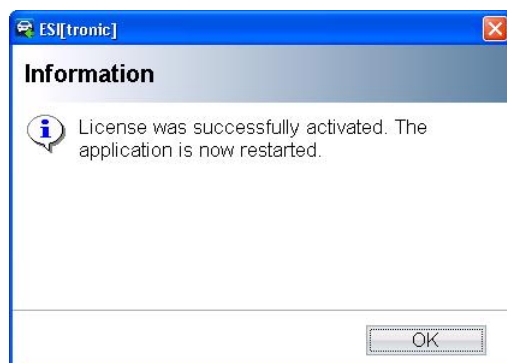 ESI[tronic]
Information
License was successfully activated. The
application is now restarted.
OK